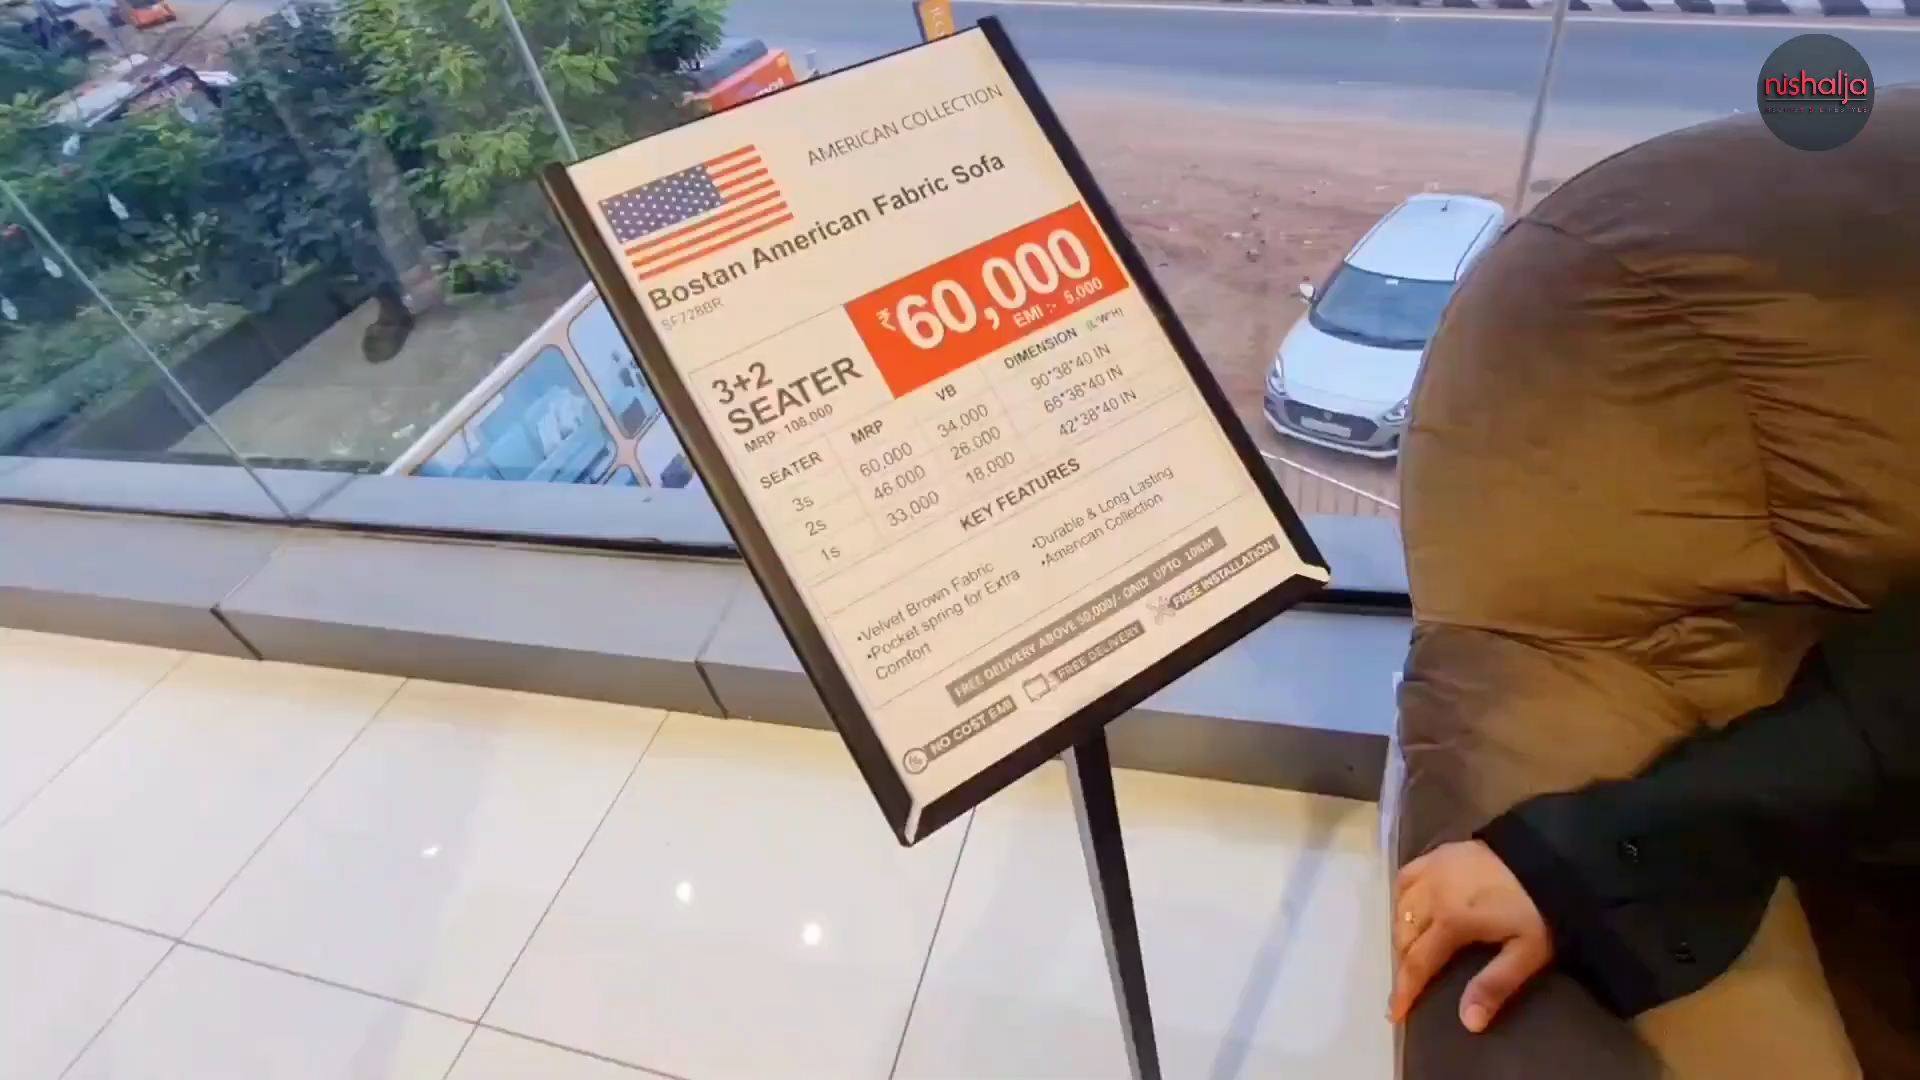 nishalja
AMERICAN COLLECTION
Bostan American Fabric Sofa
SF728BR
3+2
SEATER
MRP 108,000
₹60,000
EMI :- 5,000
SEATER MRP VB DIMENSION (L*W*H)
3s 60,000 34,000 90*38*40 IN
2s 46,000 26,000 66*38*40 IN
1s 33,000 18,000 42*38*40 IN
KEY FEATURES
•Velvet Brown Fabric
•Pocket spring for Extra
Comfort
•Durable & Long Lasting
•American Collection
FREE DELIVERY ABOVE 50,000/- ONLY UPTO 10KM
NO COST EMI FREE DELIVERY FREE INSTALLATION